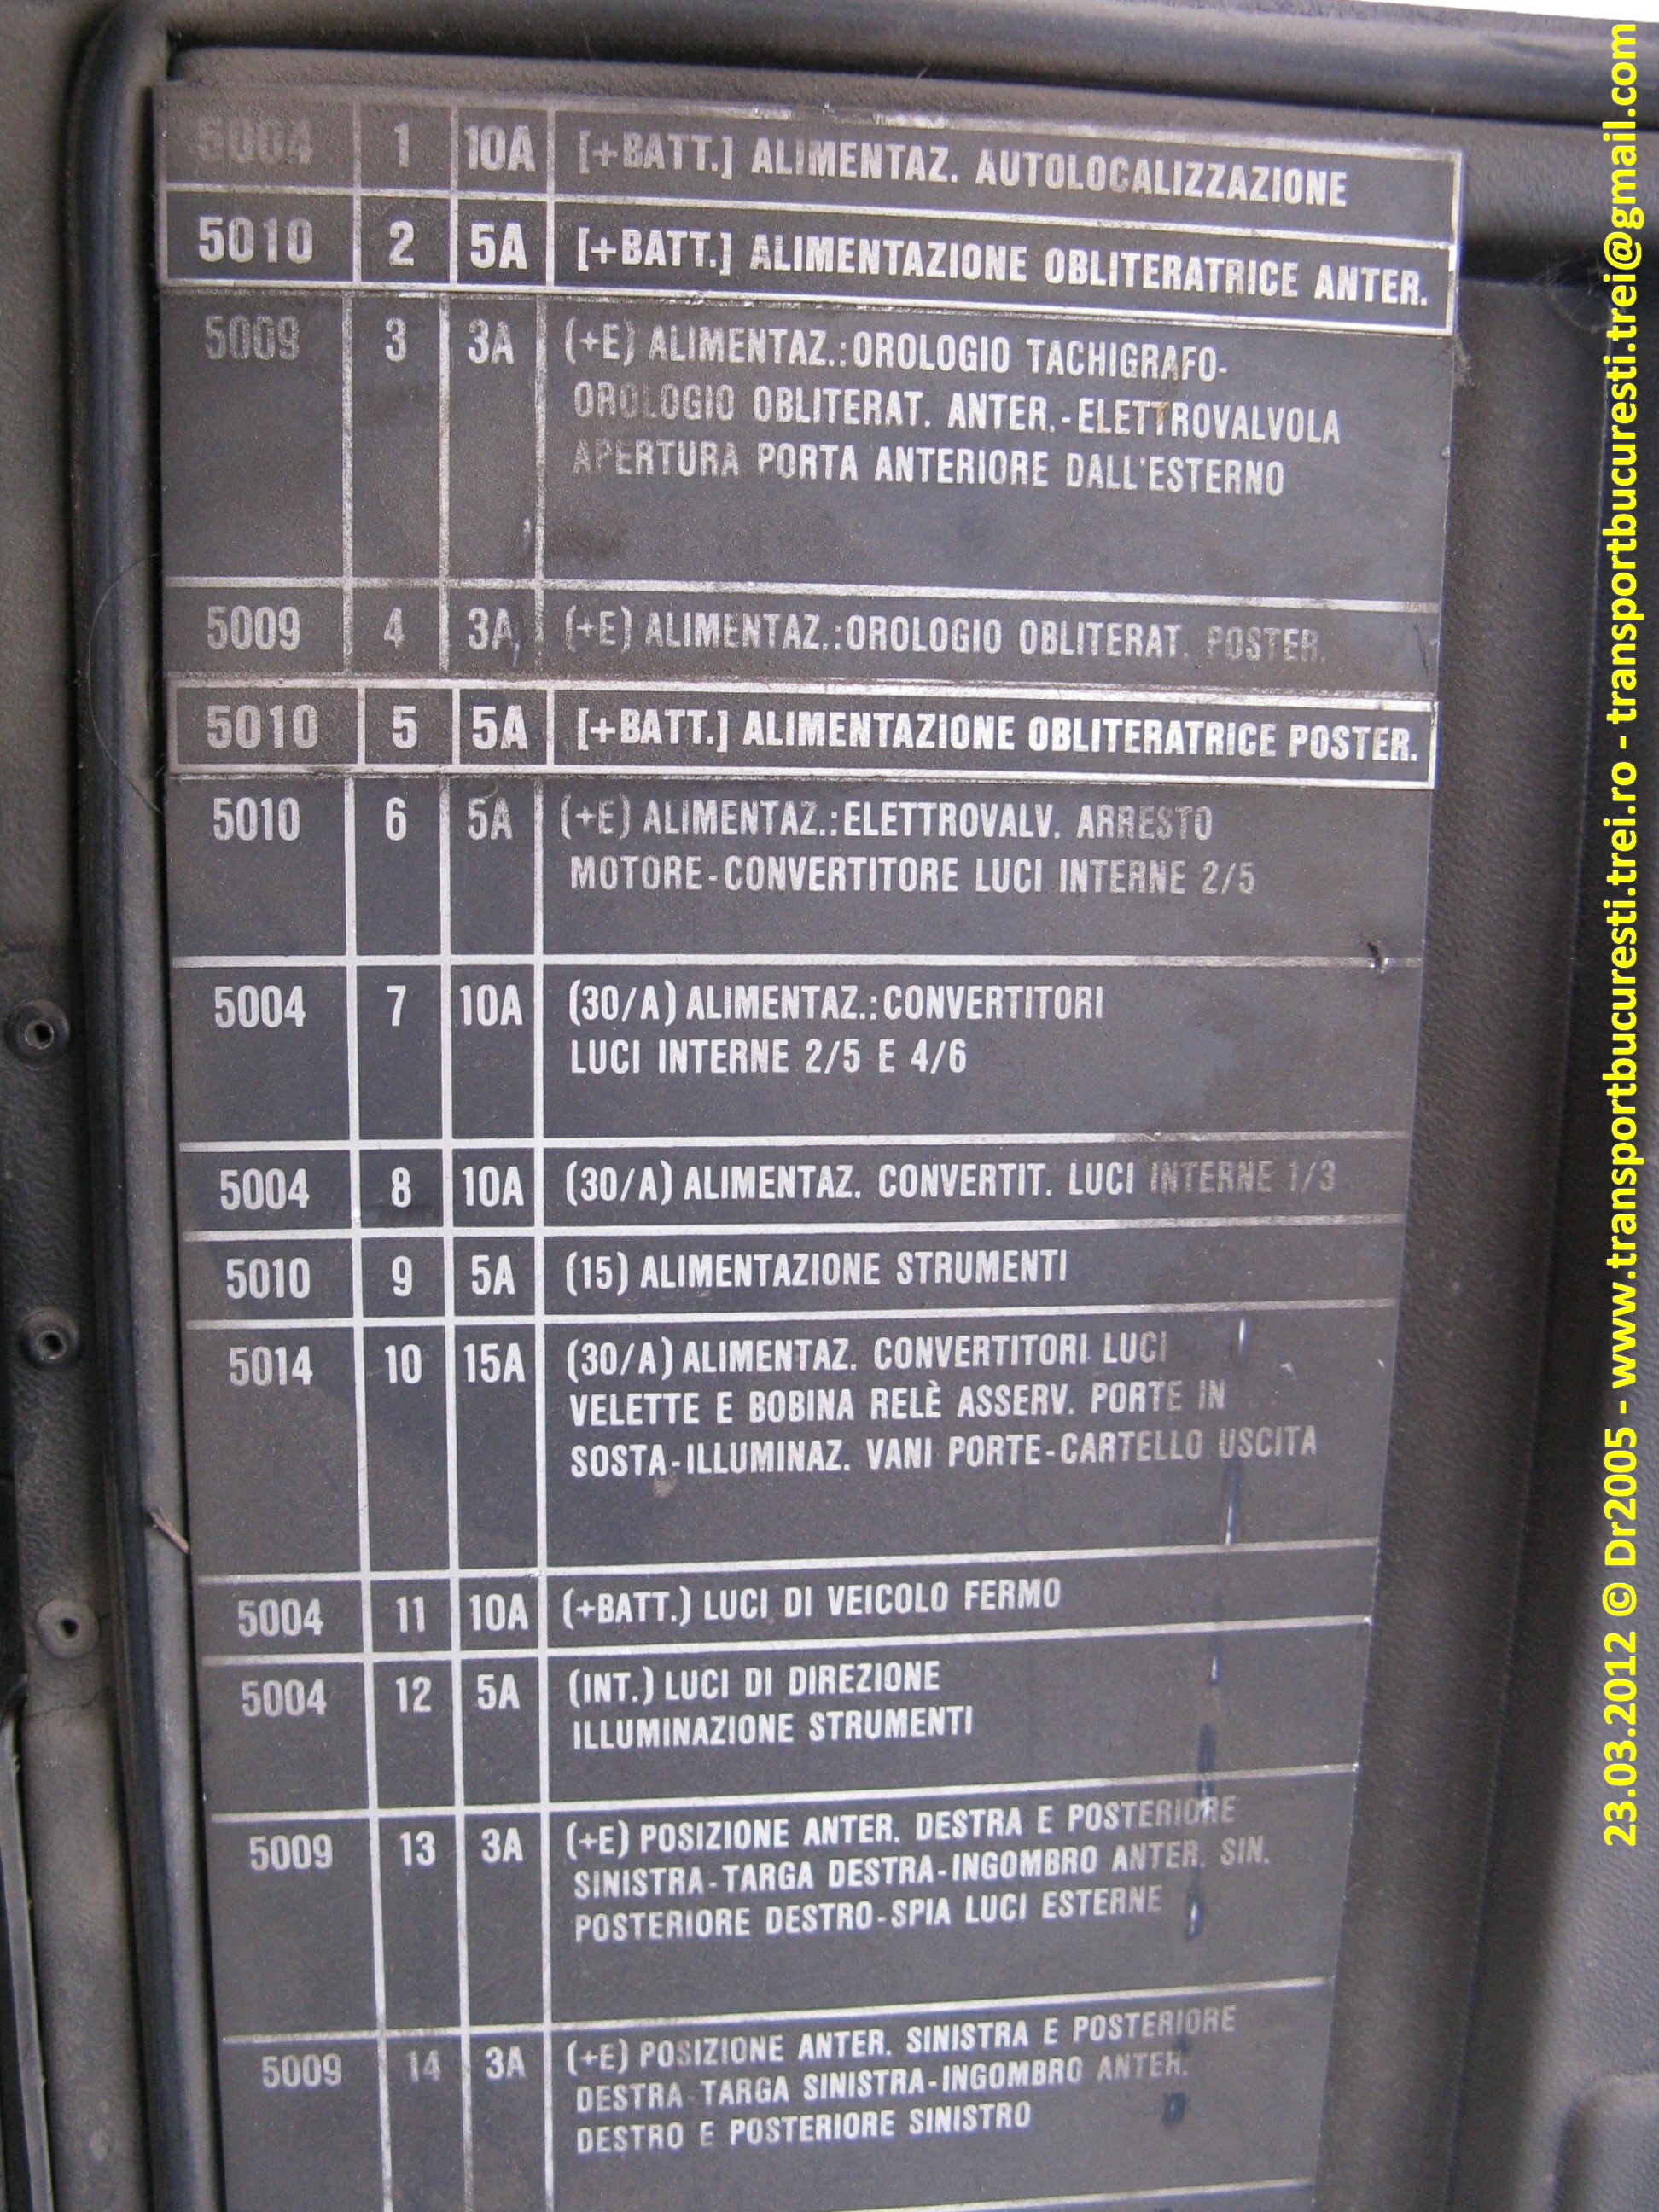 5004 1 10A [+BATT.] ALIMENTAZ. AUTOLOCALIZZAZIONE
5010 2 5A [+BATT.] ALIMENTAZIONE OBLITERATRICE ANTER.
5009 3 3A (+E) ALIMENTAZ.:OROLOGIO TACHIGRAFO-
OROLOGIO OBLITERAT. ANTER.-ELETTROVALVOLA
APERTURA PORTA ANTERIORE DALL'ESTERNO
5009 4 3A (+E) ALIMENTAZ.:OROLOGIO OBLITERAT. POSTER.
5010 5 5A [+BATT.] ALIMENTAZIONE OBLITERATRICE POSTER.
5010 6 5A (+E) ALIMENTAZ.:ELETTROVALV. ARRESTO
MOTORE-CONVERTITORE LUCI INTERNE 2/5
5004 7 10A (30/A) ALIMENTAZ.:CONVERTITORI
LUCI INTERNE 2/5 E 4/6
5004 8 10A (30/A) ALIMENTAZ. CONVERTIT. LUCI INTERNE 1/3
5010 9 5A (15) ALIMENTAZIONE STRUMENTI
5014 10 15A (30/A) ALIMENTAZ. CONVERTITORI LUCI
VELETTE E BOBINA RELÈ ASSERV. PORTE IN
SOSTA-ILLUMINAZ. VANI PORTE-CARTELLO USCITA
5004 11 10A (+BATT.) LUCI DI VEICOLO FERMO
5004 12 5A (INT.) LUCI DI DIREZIONE
ILLUMINAZIONE STRUMENTI
5009 13 3A (+E) POSIZIONE ANTER. DESTRA E POSTERIORE
SINISTRA-TARGA DESTRA-INGOMBRO ANTER. SIN.
POSTERIORE DESTRO-SPIA LUCI ESTERNE
5009 14 3A (+E) POSIZIONE ANTER. SINISTRA E POSTERIORE
DESTRA-TARGA SINISTRA-INGOMBRO ANTER.
DESTRO E POSTERIORE SINISTRO
23.03.2012 © Dr2005 - www.transportbucuresti.trei.ro - transportbucuresti.trei@gmail.com